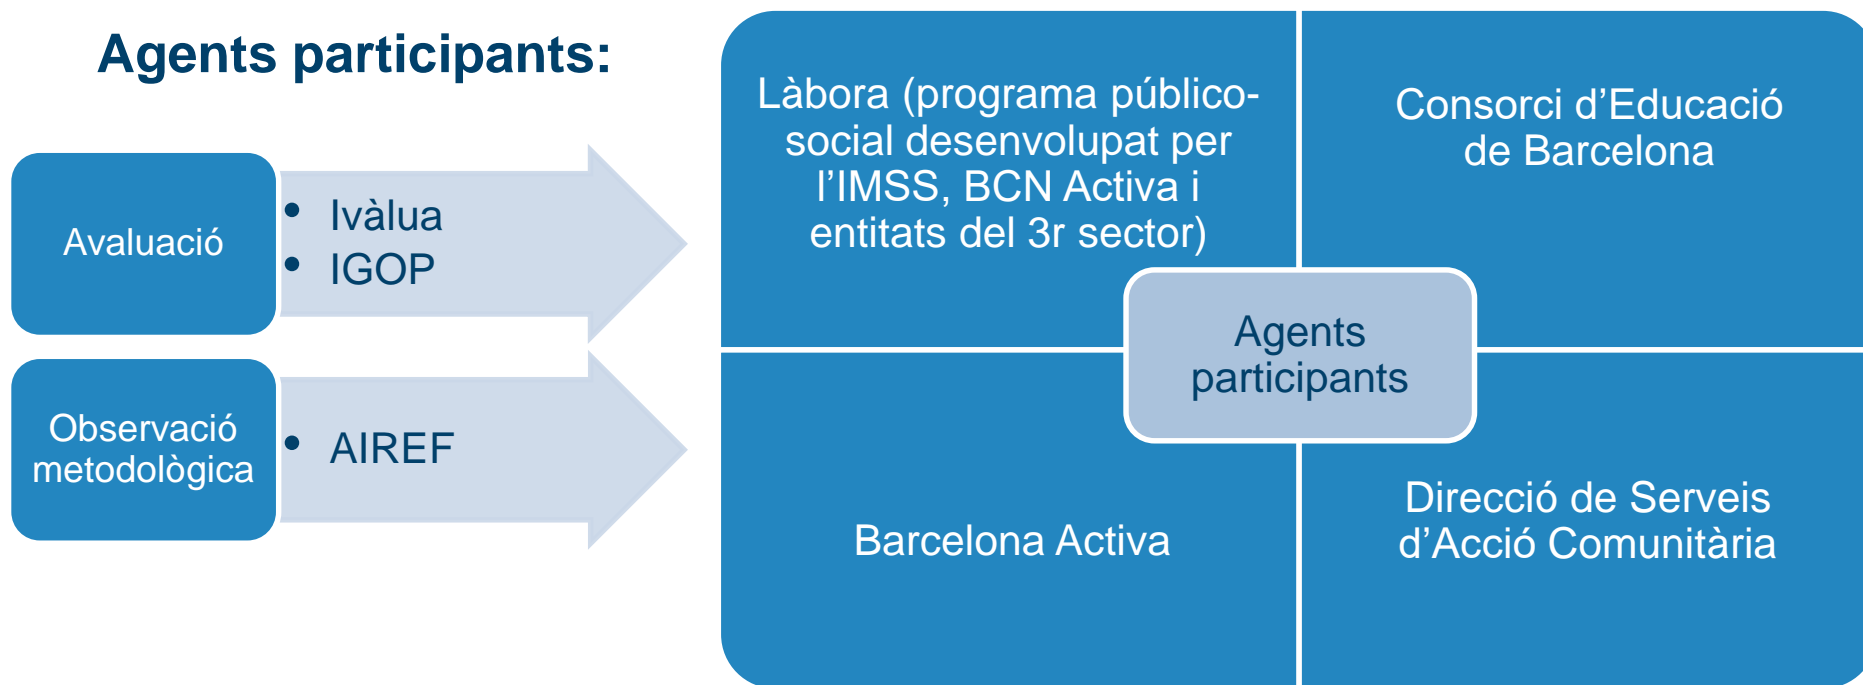 Agents participants:
Avaluació
• Ivàlua
• IGOP
Observació
metodològica
• AIREF
Làbora (programa público-
social desenvolupat per
l’IMSS, BCN Activa i
entitats del 3r sector)
Consorci d’Educació
de Barcelona
Agents
participants
Barcelona Activa
Direcció de Serveis
d’Acció Comunitària